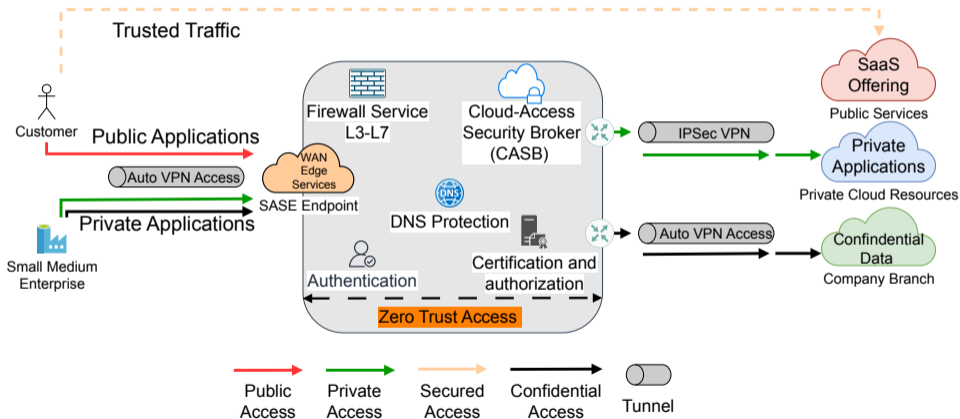 Trusted Traffic
SaaS
Offering
Public Services
Customer
Public Applications
Auto VPN Access
Private Applications
Small Medium
Enterprise
WAN
Edge
Services
SASE Endpoint
Firewall Service
L3-L7
Cloud-Access
Security Broker
(CASB)
DNS
DNS Protection
Authentication
Certification and
authorization
Zero Trust Access
IPSec VPN
Private
Applications
Private Cloud Resources
Auto VPN Access
Confindential
Data
Company Branch
Public
Access
Private
Access
Secured
Access
Confidential
Access
Tunnel